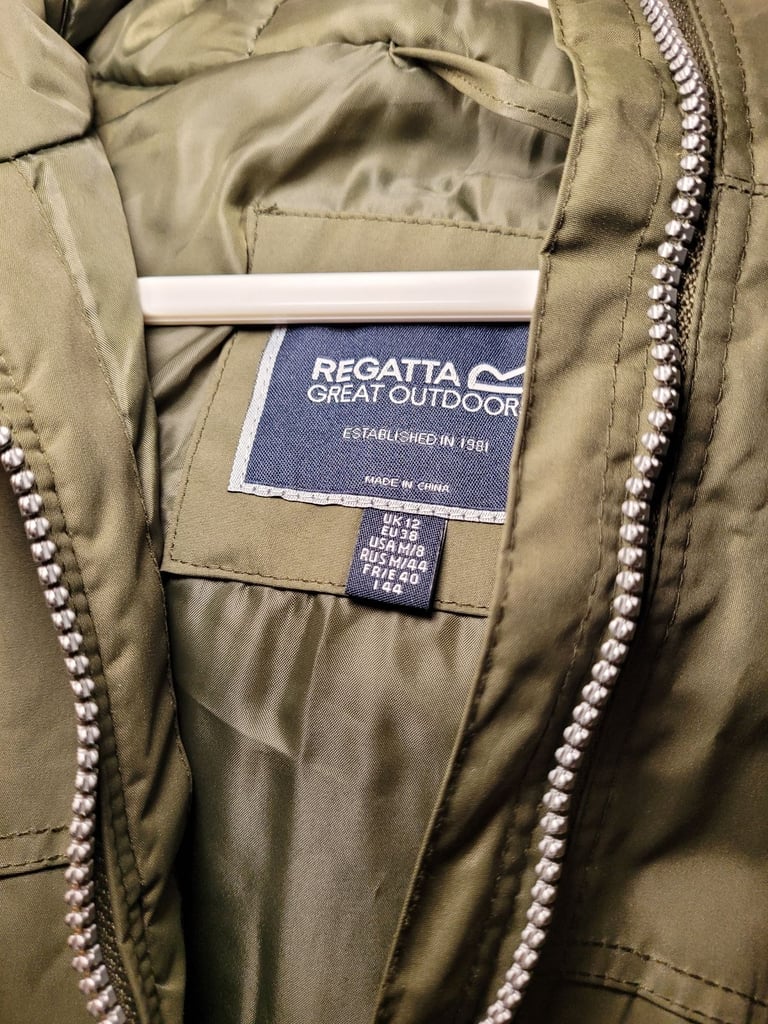 REGATTA
GREAT OUTDOOR
ESTABLISHED IN 1981
MADE IN CHINA
UK 12
EU 38
USA M/8
RUS M/44
FR/E 40
I 44